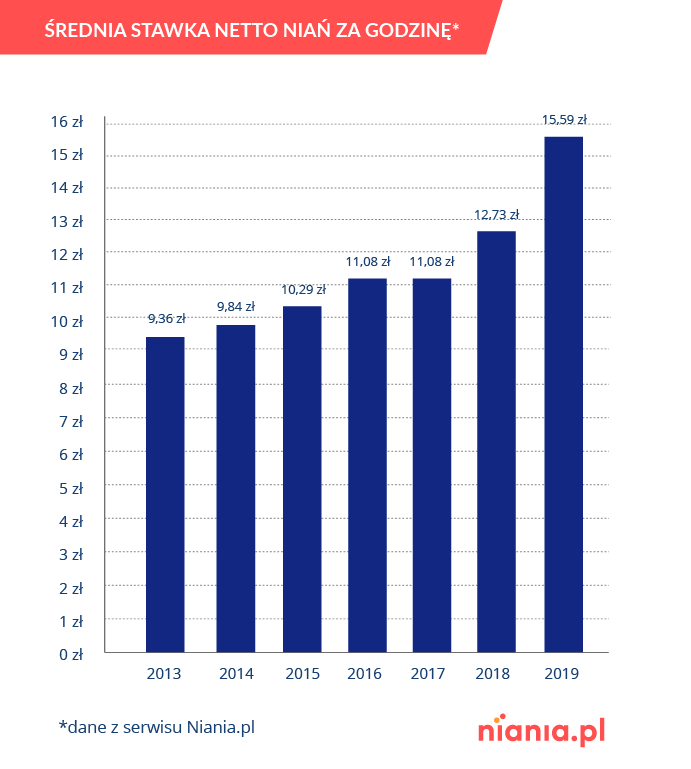 ŚREDNIA STAWKA NETTO NIAŃ ZA GODZINĘ*
16 zł
15 zł
14 zł
13 zł
12 zł
11 zł
10 zł
9 zł
8 zł
7 zł
6 zł
5 zł
4 zł
3 zł
2 zł
1 zł
0 zł
9,36 zł
9,84 zł
10,29 zł
11,08 zł
11,08 zł
12,73 zł
15,59 zł
2013
2014
2015
2016
2017
2018
2019
*dane z serwisu Niania.pl
niania.pl